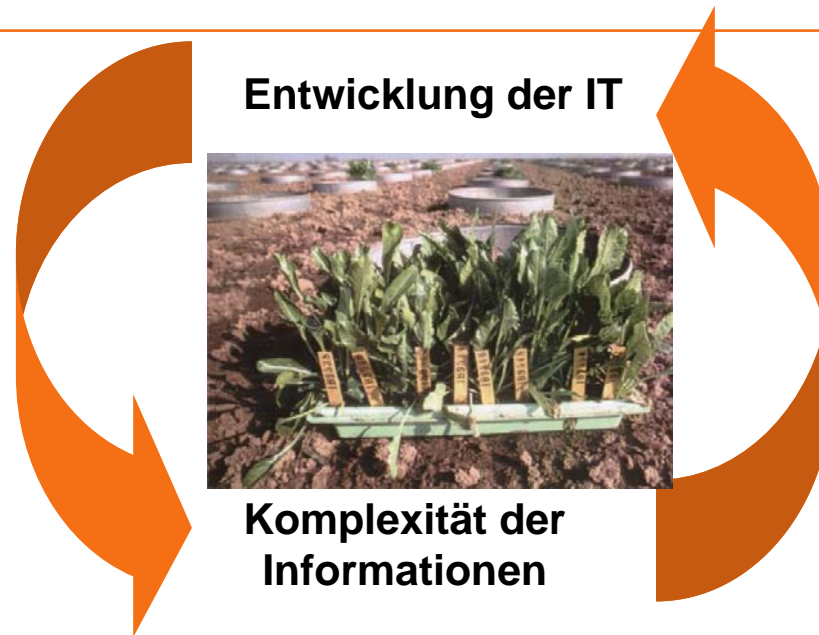 Entwicklung der IT
Komplexität der
Informationen